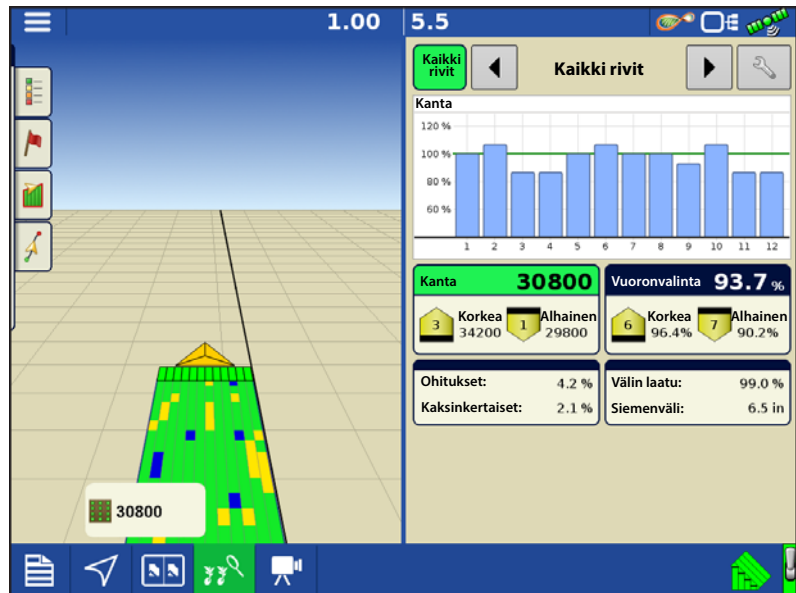 1.00
5.5
Kaikki
rivit
Kaikki rivit
Kanta
120 %
100 %
80 %
60 %
1 2 3 4 5 6 7 8 9 10 11 12
Kanta 30800
3 Korkea 34200 1 Alhainen 29800
Vuoronvalinta 93.7 %
6 Korkea 96.4% 7 Alhainen 90.2%
Ohitukset: 4.2 %
Kaksinkertaiset: 2.1 %
Välin laatu: 99.0 %
Siemenväli: 6.5 in
30800